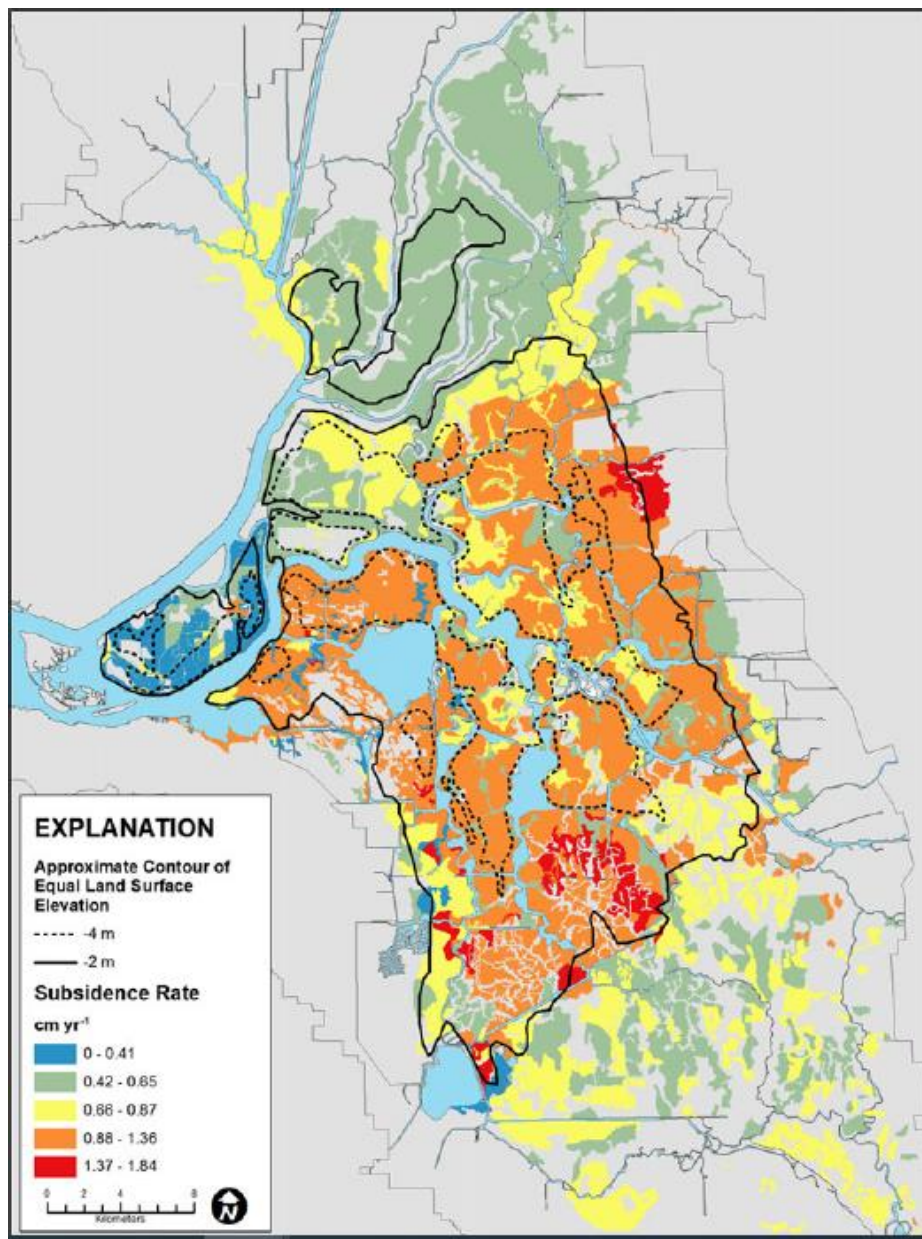 EXPLANATION
Approximate Contour of
Equal Land Surface
Elevation
-4 m
-2 m
Subsidence Rate
cm yr-1
0 - 0.41
0.42 - 0.65
0.66 - 0.87
0.88 - 1.36
1.37 - 1.84
0 2 4 8
Kilometers
N